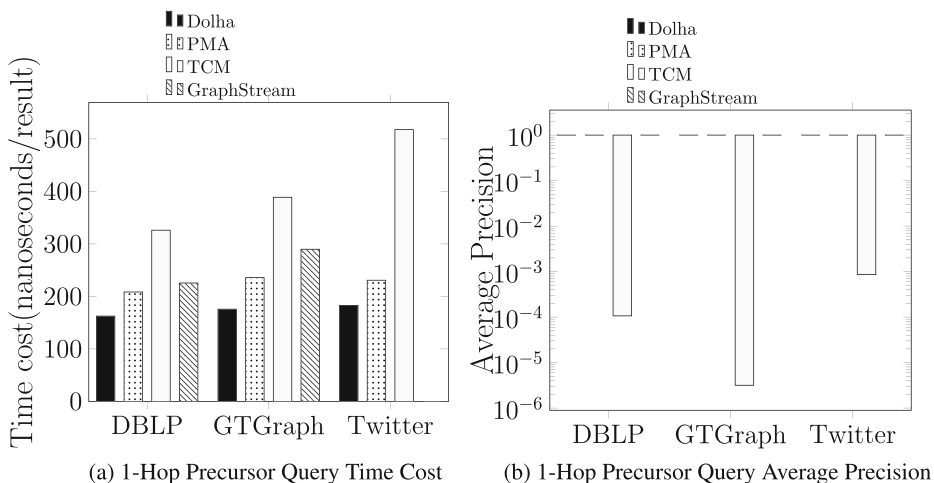 Dolha
PMA
TCM
GraphStream
Time cost(nanoseconds/result)
500
400
300
200
100
0
DBLP GTGraph Twitter
(a) 1-Hop Precursor Query Time Cost
Dolha
PMA
TCM
GraphStream
Average Precision
10^0
10^-1
10^-2
10^-3
10^-4
10^-5
10^-6
DBLP GTGraph Twitter
(b) 1-Hop Precursor Query Average Precision